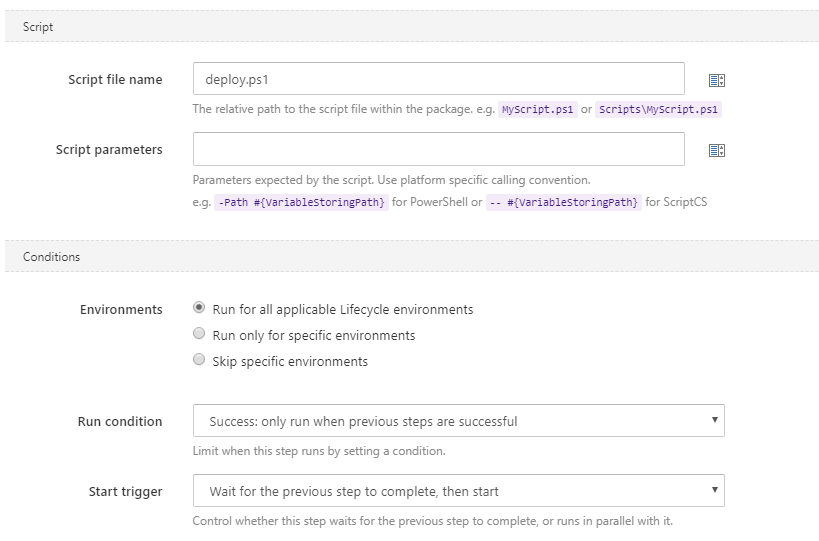 Script
Script file name
deploy.ps1
The relative path to the script file within the package. e.g. MyScript.ps1 or Scripts\MyScript.ps1
Script parameters
Parameters expected by the script. Use platform specific calling convention.
e.g. -Path #{VariableStoringPath} for PowerShell or -- #{VariableStoringPath} for ScriptCS
Conditions
Environments
Run for all applicable Lifecycle environments
Run only for specific environments
Skip specific environments
Run condition
Success: only run when previous steps are successful
Limit when this step runs by setting a condition.
Start trigger
Wait for the previous step to complete, then start
Control whether this step waits for the previous step to complete, or runs in parallel with it.